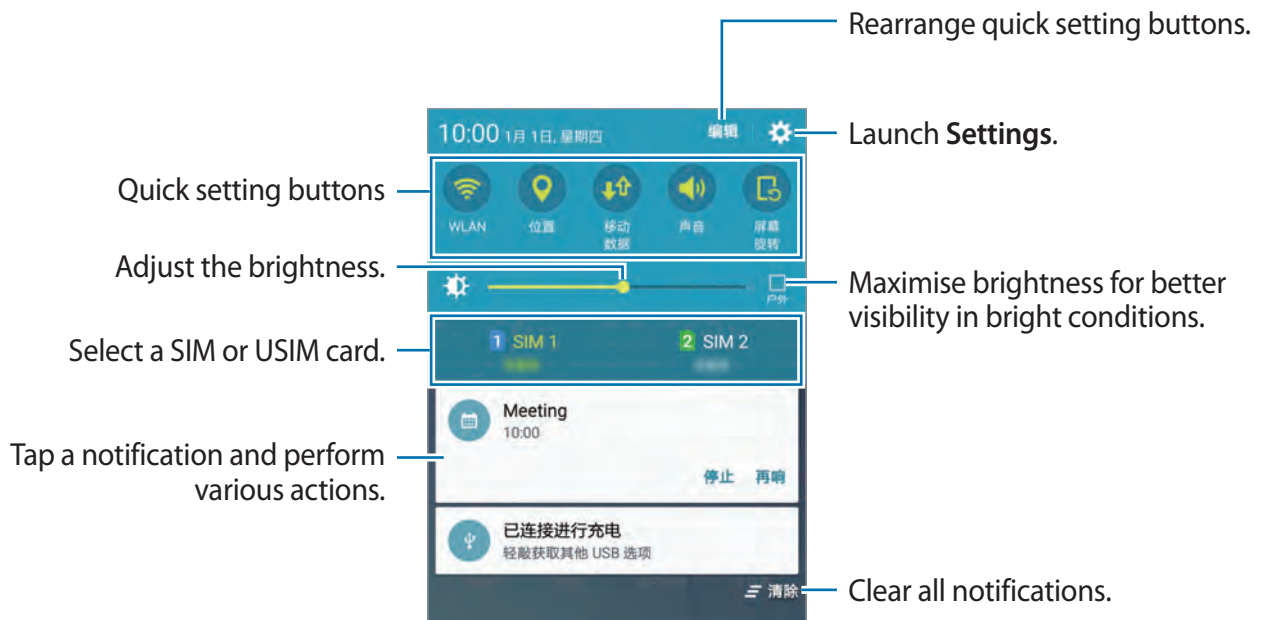 Rearrange quick setting buttons.
10:00 1月 1日, 星期四 编辑
Launch Settings.
Quick setting buttons
WLAN 位置 移动 声音 屏幕
数据 旋转
Adjust the brightness.
户外
Maximise brightness for better
visibility in bright conditions.
Select a SIM or USIM card.
1 SIM 1 2 SIM 2
Meeting
10:00
Tap a notification and perform
various actions.
停止 再响
已连接进行充电
轻敲获取其他 USB 选项
清除
Clear all notifications.